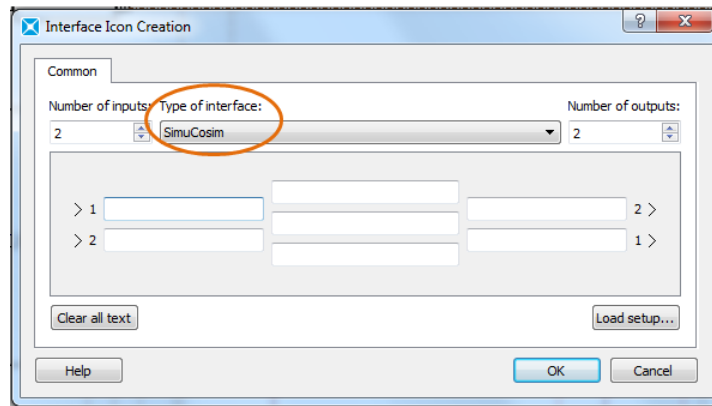 Interface Icon Creation
Common
Number of inputs: Type of interface: Number of outputs:
2 SimuCosim 2
> 1 2 >
> 2 1 >
Clear all text Load setup...
Help OK Cancel